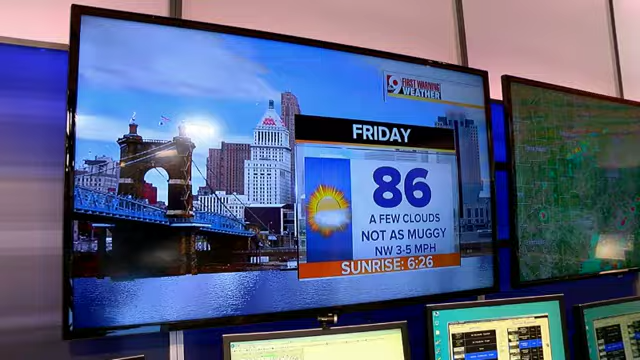 9 FIRST WARNING
WEATHER
FRIDAY
86
A FEW CLOUDS
NOT AS MUGGY
NW 3-5 MPH
SUNRISE: 6:26